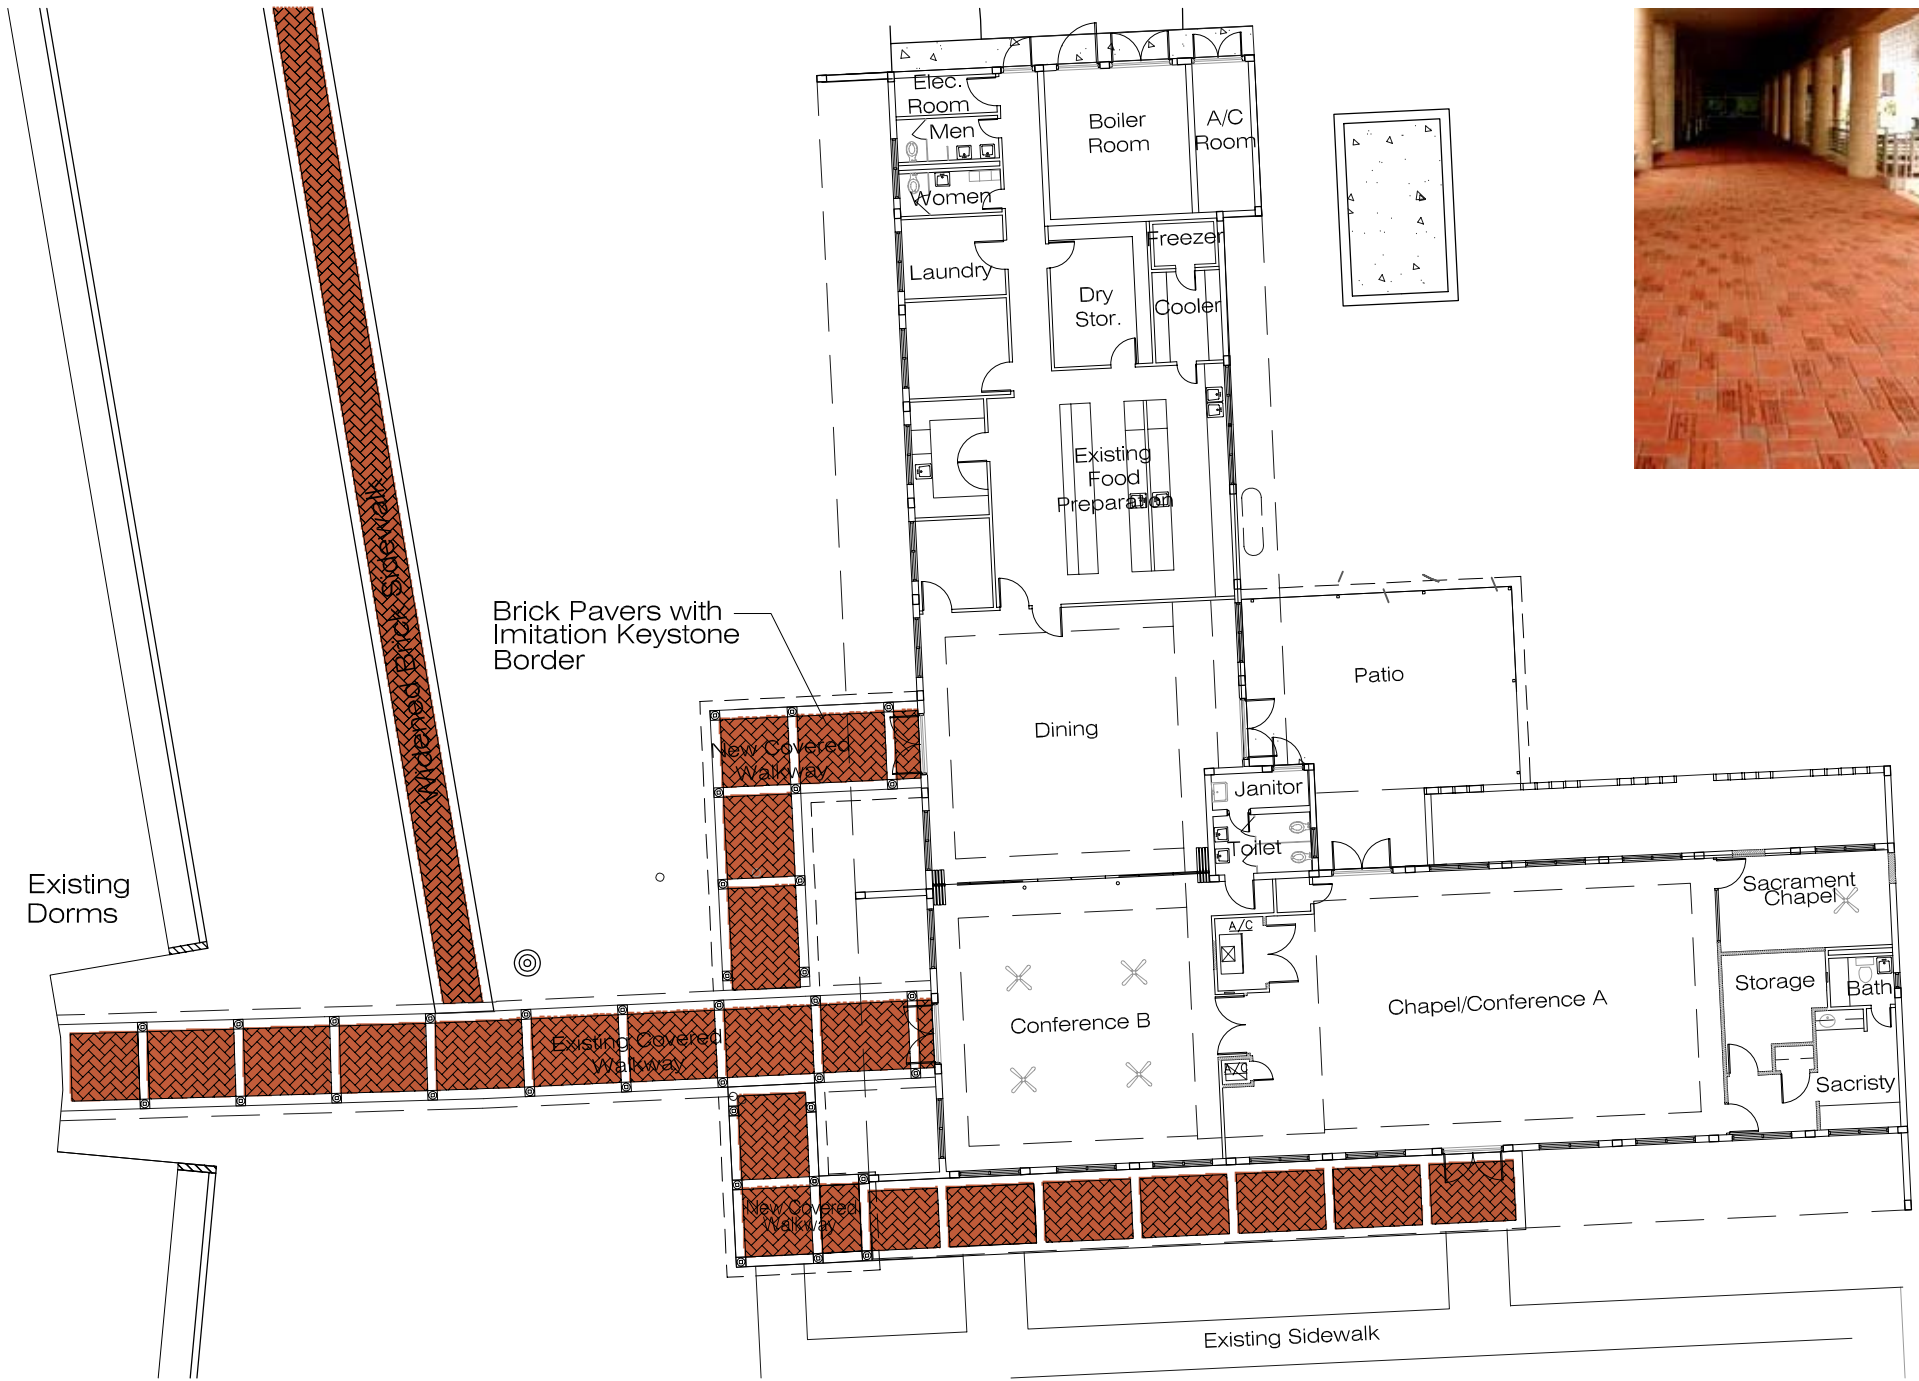 Elec.
Room
Men
Women
Laundry
Boiler
Room
A/C
Room
Freezer
Cooler
Dry
Stor.
Existing
Food
Preparation
Widened Brick Sidewalk
Brick Pavers with
Imitation Keystone
Border
Patio
Dining
New Covered
Walkway
Janitor
Toilet
Existing
Dorms
Sacrament
Chapel
A/C
Storage
Bath
Chapel/Conference A
Conference B
Existing Covered
Walkway
A/C
Sacristy
New Covered
Walkway
Existing Sidewalk